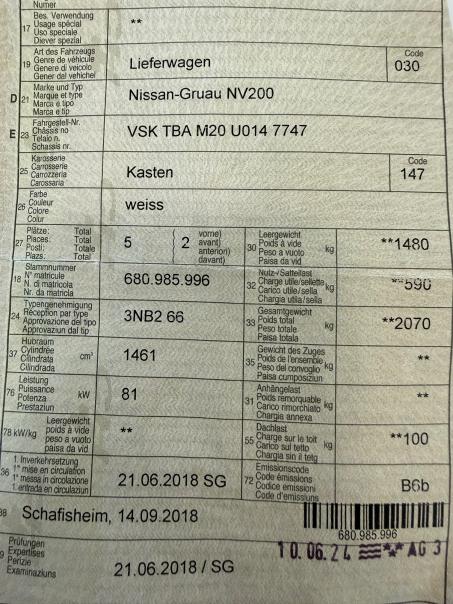 Numer
17 Bes. Verwendung
Usage spécial
Uso speciale
Diever spezial
**
19 Art des Fahrzeugs
Genre de véhicule
Genere di veicolo
Gener dal vehichel
Lieferwagen
Code
030
D 21 Marke und Typ
Marque et type
Marca e tipo
Marca e tip
Nissan-Gruau NV200
E 23 Fahrgestell-Nr.
Châssis no
Telaio n.
Schassis nr.
VSK TBA M20 U014 7747
25 Karosserie
Carrosserie
Carrozzeria
Carossaria
Kasten
Code
147
26 Farbe
Couleur
Colore
Colur
weiss
27 Plätze: Total
Places: Total
Posti: Totale
Plazs: Total
5 { 2 vorne)
avant)
anteriori)
davant)
30 Leergewicht
Poids à vide
Peso a vuoto
Paisa da vid
kg
**1480
18 Stammnummer
N° matricule
N. di matricola
Nr. da matricla
680.985.996
32 Nutz-/Sattellast
Charge utile/sellette
Carico utile/sella
Chargia utila/sella
kg
**590
24 Typengenehmigung
Réception par type
Approvazione del tipo
Approvaziun dal tip
3NB2 66
33 Gesamtgewicht
Poids total
Peso totale
Paisa totala
kg
**2070
37 Hubraum
Cylindrée
Cilindrata
Cilindrada
cm³
1461
35 Gewicht des Zuges
Poids de l'ensemble
Peso del convoglio
Paisa cumposiziun
kg
**
76 Leistung
Puissance
Potenza
Prestaziun
kW
81
31 Anhängelast
Poids remorquable
Carico rimorchiato
Chargia annexa
kg
**
78 kW/kg Leergewicht
poids à vide
peso a vuoto
paisa da vid
**
55 Dachlast
Charge sur le toit
Carico sul tetto
Chargia sin il tetg
kg
**100
36 1. Inverkehrsetzung
1re mise en circulation
1a messa in circolazione
1. entrada en circulaziun
21.06.2018 SG
72 Emissionscode
Code émissions
Codice emissioni
Code d'emissiuns
B6b
38 Schafisheim, 14.09.2018
680.985.996
Prüfungen
Expertises
Perizie
Examinaziuns
21.06.2018 / SG
10.06.24 AG 3